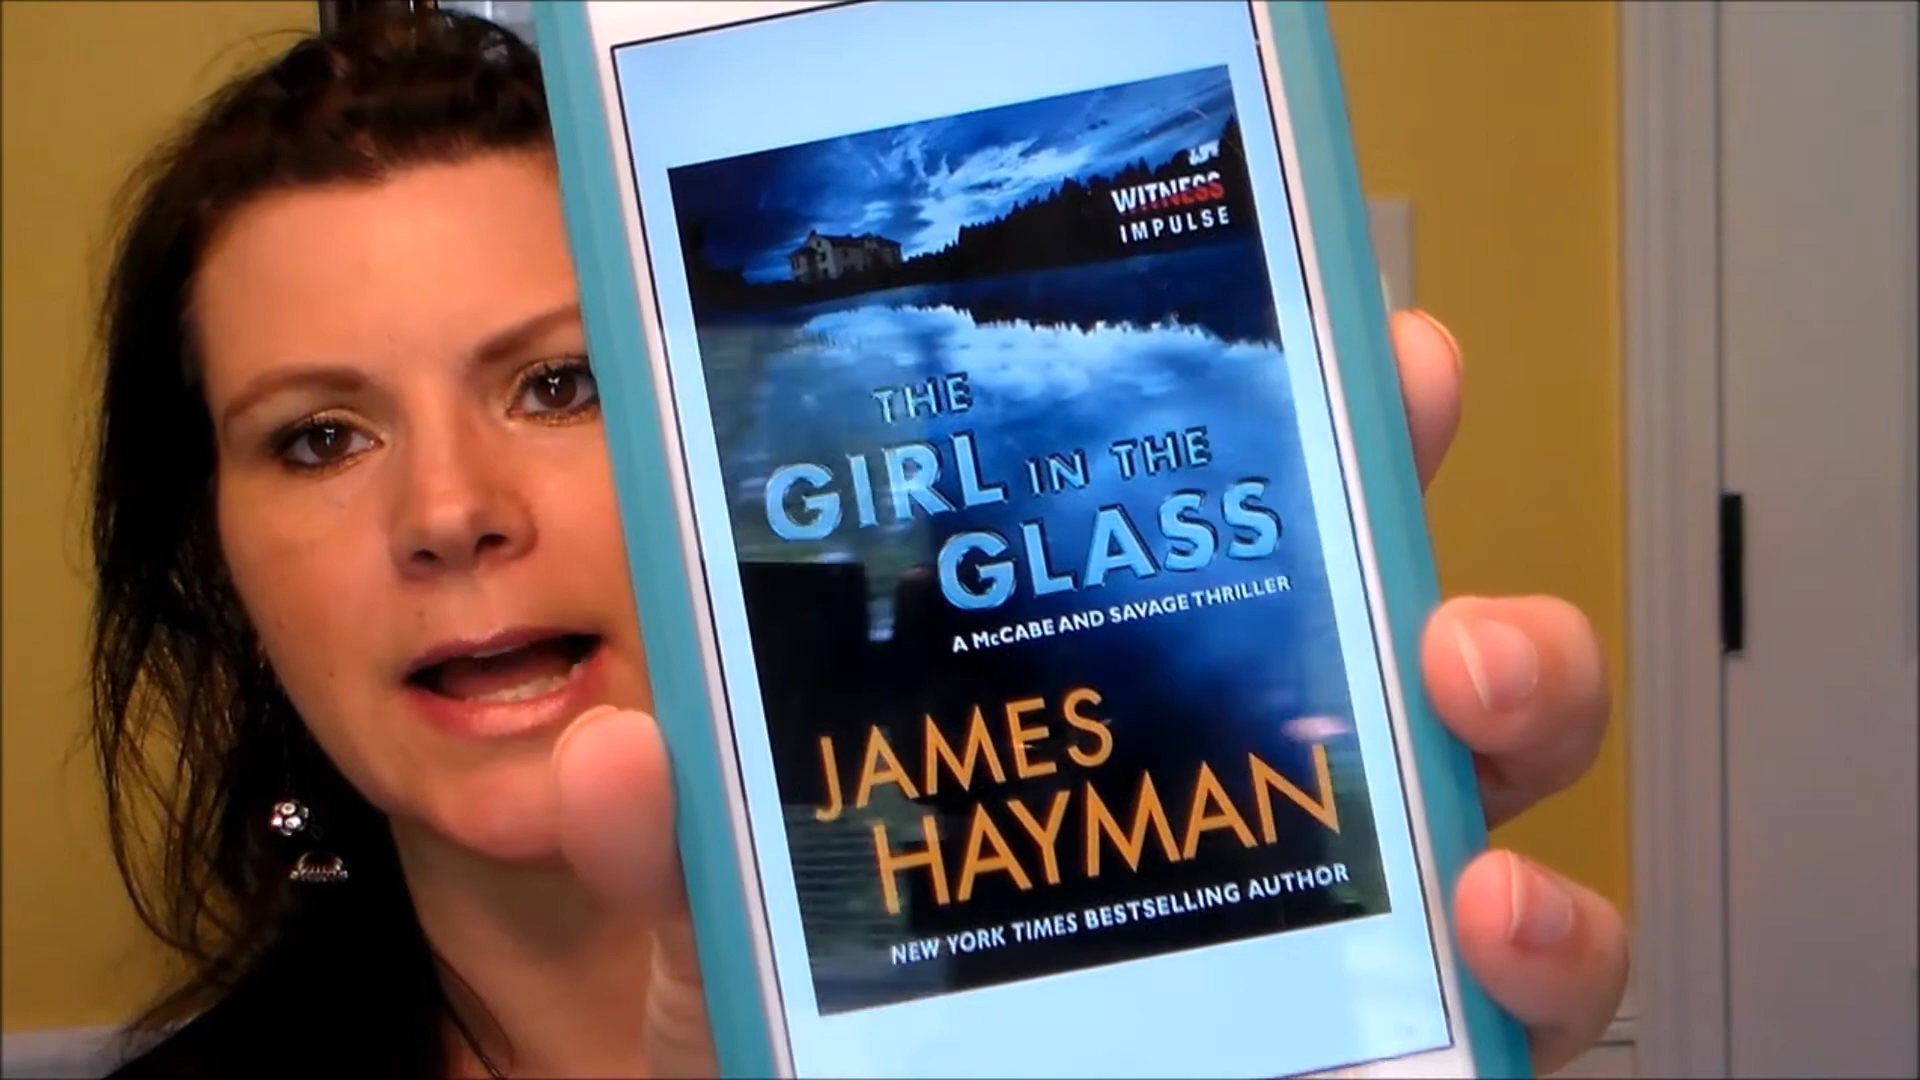 WITNESS
IMPULSE
THE
GIRL IN THE
GLASS
A McCABE AND SAVAGE THRILLER
JAMES
HAYMAN
NEW YORK TIMES BESTSELLING AUTHOR